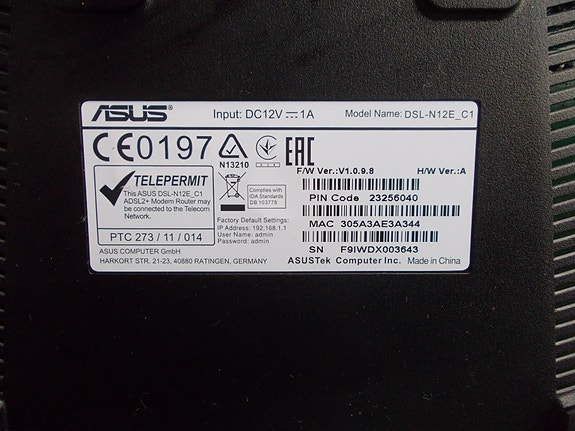 ASUS Input: DC12V 1A Model Name: DSL-N12E_C1
CE0197 N13210 EAC
F/W Ver.:V1.0.9.8 H/W Ver.:A
TELEPERMIT
This ASUS DSL-N12E_C1
ADSL2+ Modem Router may
be connected to the Telecom
Network.
PTC 273 / 11 / 014
Complies with
IDA Standards
DB 103778
Factory Default Settings:
IP Address: 192.168.1.1
User Name: admin
Password: admin
PIN Code 23256040
MAC 305A3AE3A344
SN F9IWDX003643
ASUS COMPUTER GmbH
HARKORT STR. 21-23, 40880 RATINGEN, GERMANY
ASUSTek Computer Inc. Made in China